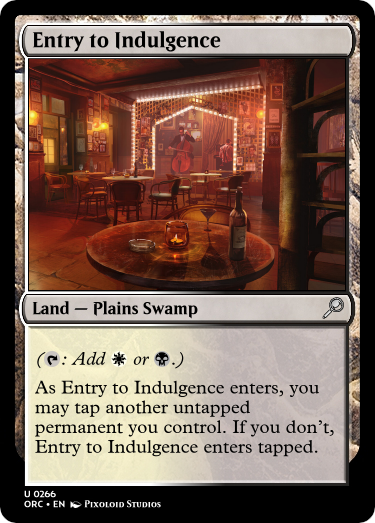 Entry to Indulgence
Land — Plains Swamp
(: Add or .)
As Entry to Indulgence enters, you
may tap another untapped
permanent you control. If you don't,
Entry to Indulgence enters tapped.
U 0266
ORC • EN Pixoloid Studios